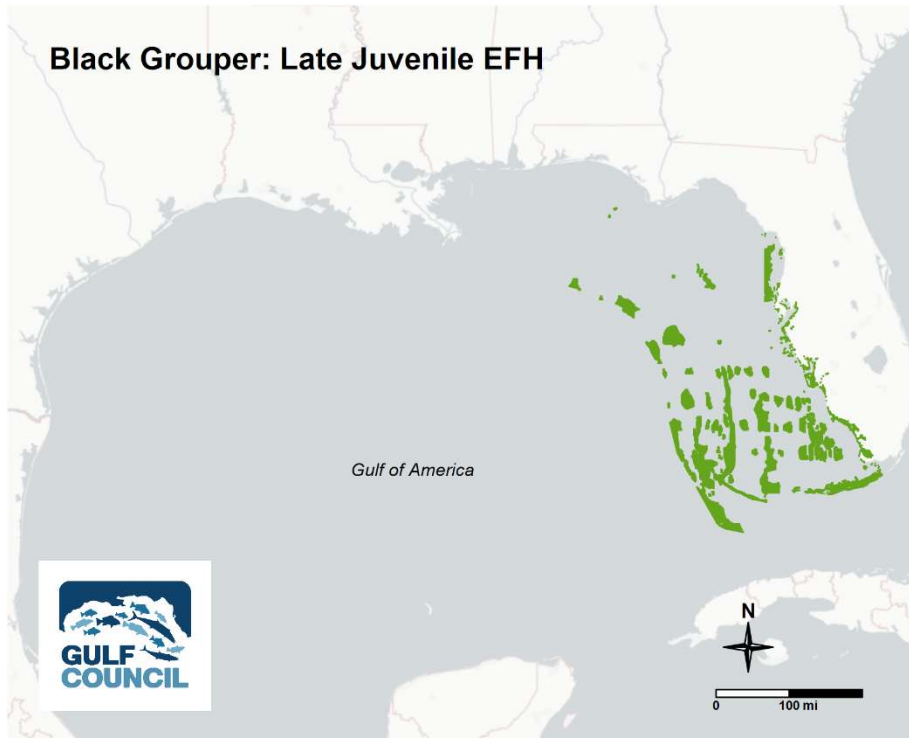 Black Grouper: Late Juvenile EFH
Gulf of America
GULF
COUNCIL
N
0 100 mi